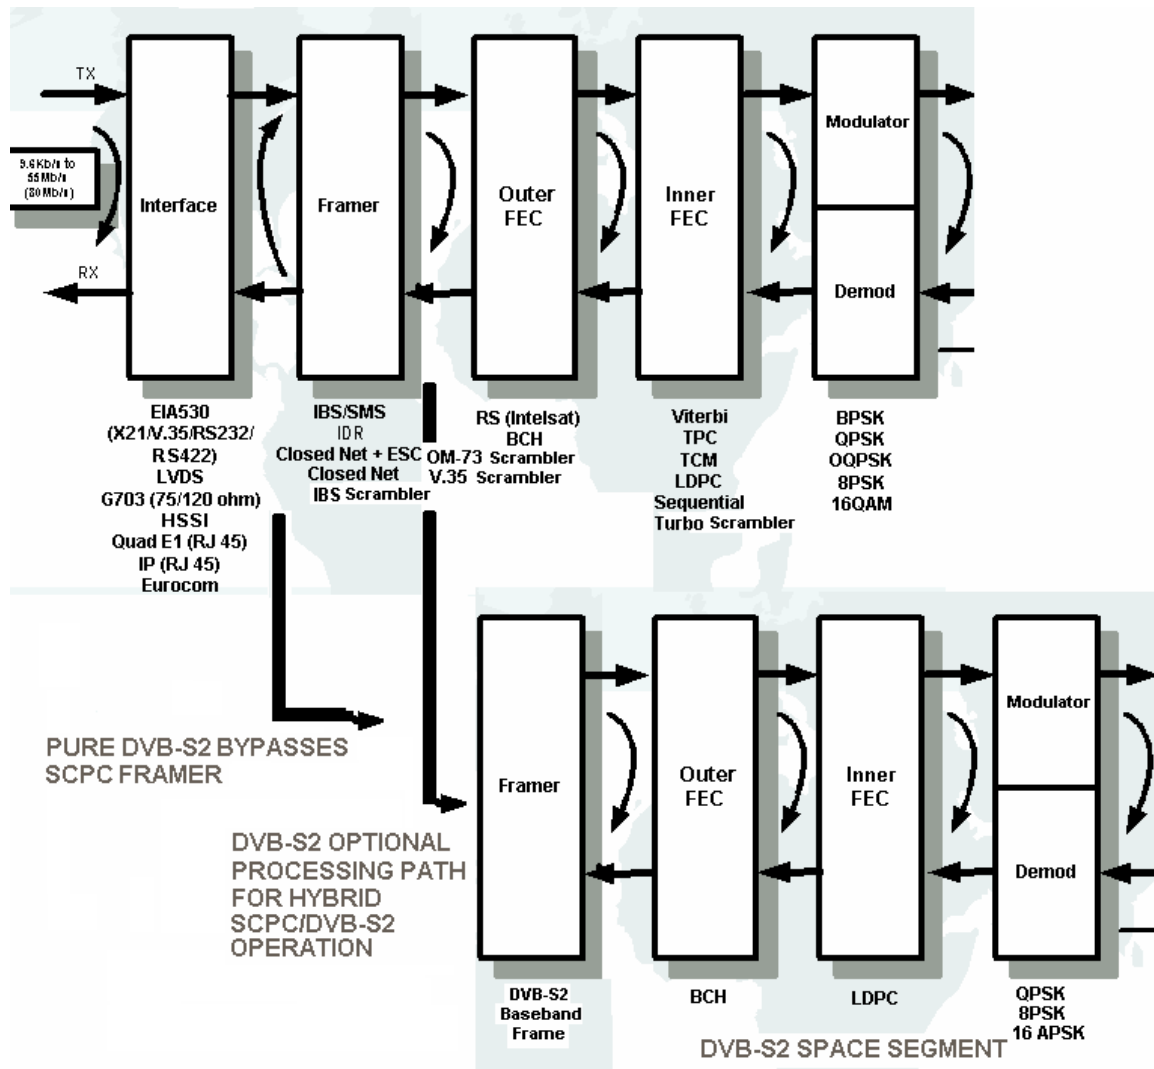 TX
9.6Kb/s to
55Mb/s
(80Mb/s)
RX
Interface
Framer
Outer
FEC
Inner
FEC
Modulator
Demod
EIA530
(X21/V.35/RS232/
RS422)
LVDS
G703 (75/120 ohm)
HSSI
Quad E1 (RJ 45)
IP (RJ 45)
Eurocom
IBS/SMS
IDR
Closed Net + ESC
Closed Net
IBS Scrambler
RS (Intelsat)
BCH
OM-73 Scrambler
V.35 Scrambler
Viterbi
TPC
TCM
LDPC
Sequential
Turbo Scrambler
BPSK
QPSK
OQPSK
8PSK
16QAM
PURE DVB-S2 BYPASSES
SCPC FRAMER
DVB-S2 OPTIONAL
PROCESSING PATH
FOR HYBRID
SCPC/DVB-S2
OPERATION
Framer
Outer
FEC
Inner
FEC
Modulator
Demod
DVB-S2
Baseband
Frame
BCH
LDPC
QPSK
8PSK
16 APSK
DVB-S2 SPACE SEGMENT